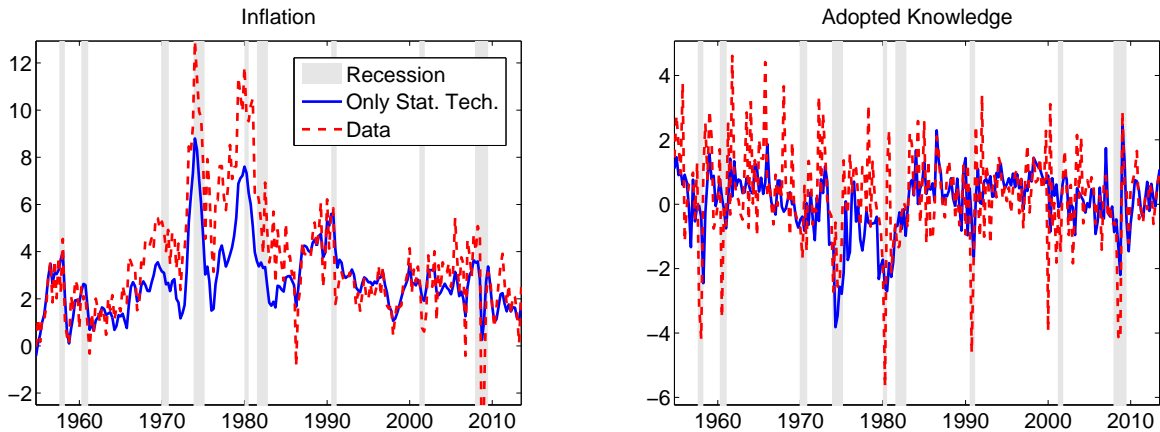 Inflation
12
10
8
6
4
2
0
−2
1960 1970 1980 1990 2000 2010
Recession
Only Stat. Tech.
Data
Adopted Knowledge
4
2
0
−2
−4
−6
1960 1970 1980 1990 2000 2010